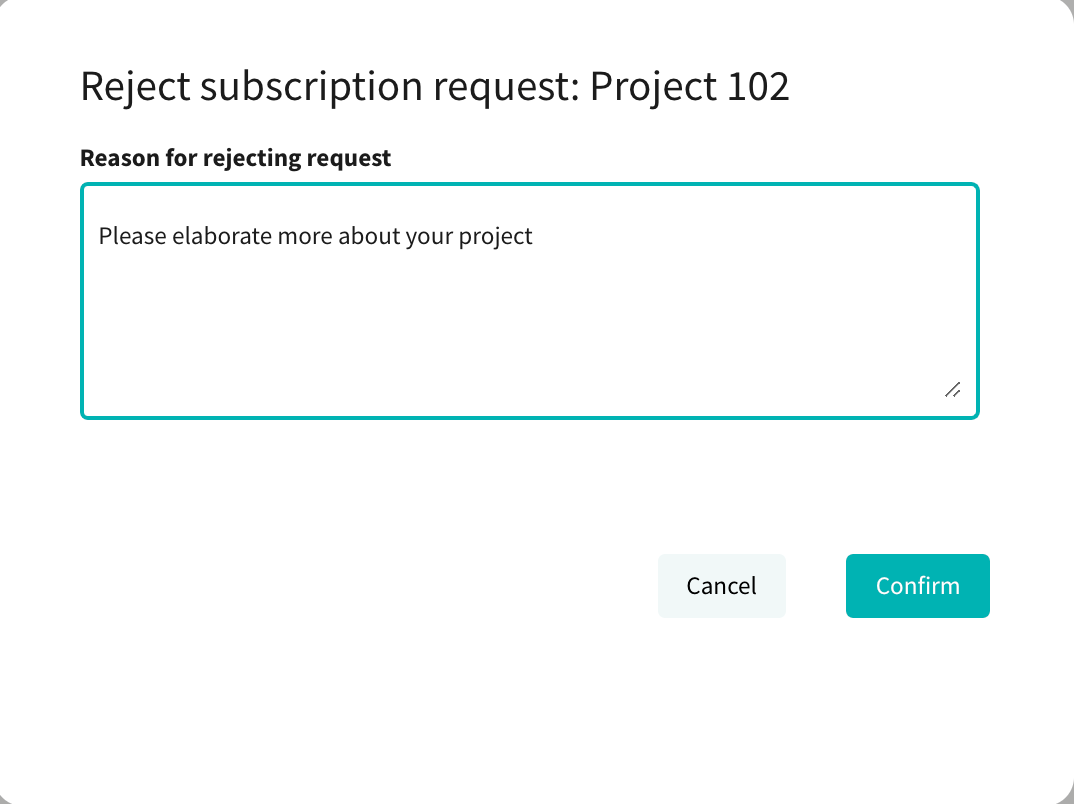 Reject subscription request: Project 102
Reason for rejecting request
Please elaborate more about your project
Cancel
Confirm